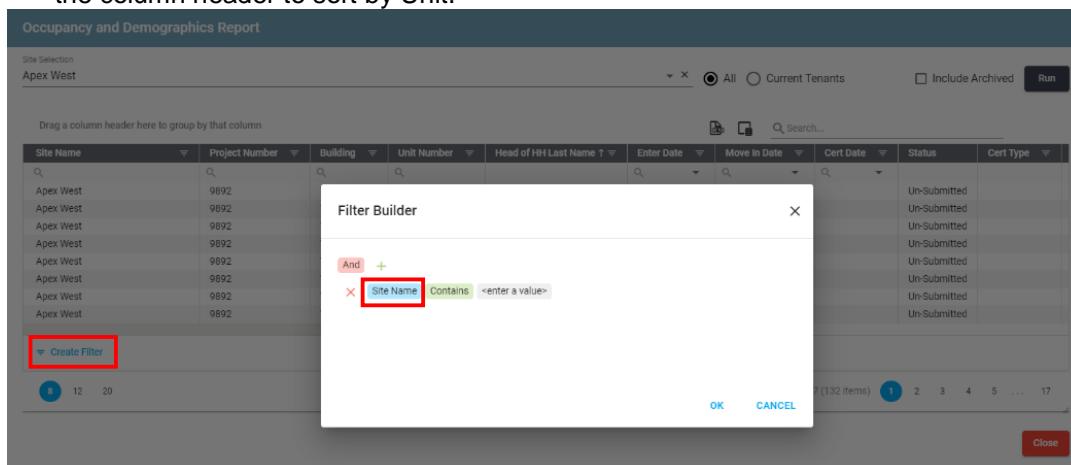 the column header to sort by Unit.
Occupancy and Demographics Report
Site Selection
Apex West
All Current Tenants Include Archived Run
Drag a column header here to group by that column
Search...
Site Name Project Number Building Unit Number Head of HH Last Name ↑ Enter Date Move In Date Cert Date Status Cert Type
Apex West 9892 Un-Submitted
Apex West 9892 Un-Submitted
Apex West 9892 Un-Submitted
Apex West 9892 Un-Submitted
Apex West 9892 Un-Submitted
Apex West 9892 Un-Submitted
Apex West 9892 Un-Submitted
Apex West 9892 Un-Submitted
Filter Builder
And +
Site Name Contains <enter a value>
OK CANCEL
Create Filter
8 12 20
7 (132 items) 1 2 3 4 5 ... 17
Close